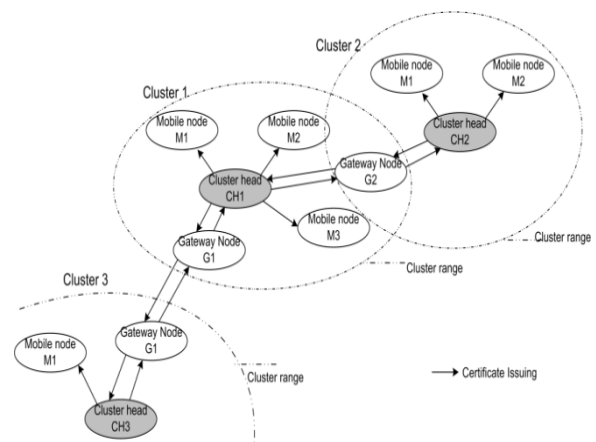 Cluster 2
Mobile node
M1
Mobile node
M2
Cluster head
CH2
Cluster 1
Mobile node
M1
Mobile node
M2
Gateway Node
G2
Cluster head
CH1
Mobile node
M3
Gateway Node
G1
Cluster range
Cluster range
Cluster 3
Gateway Node
G1
Mobile node
M1
Cluster range
Certificate Issuing
Cluster head
CH3